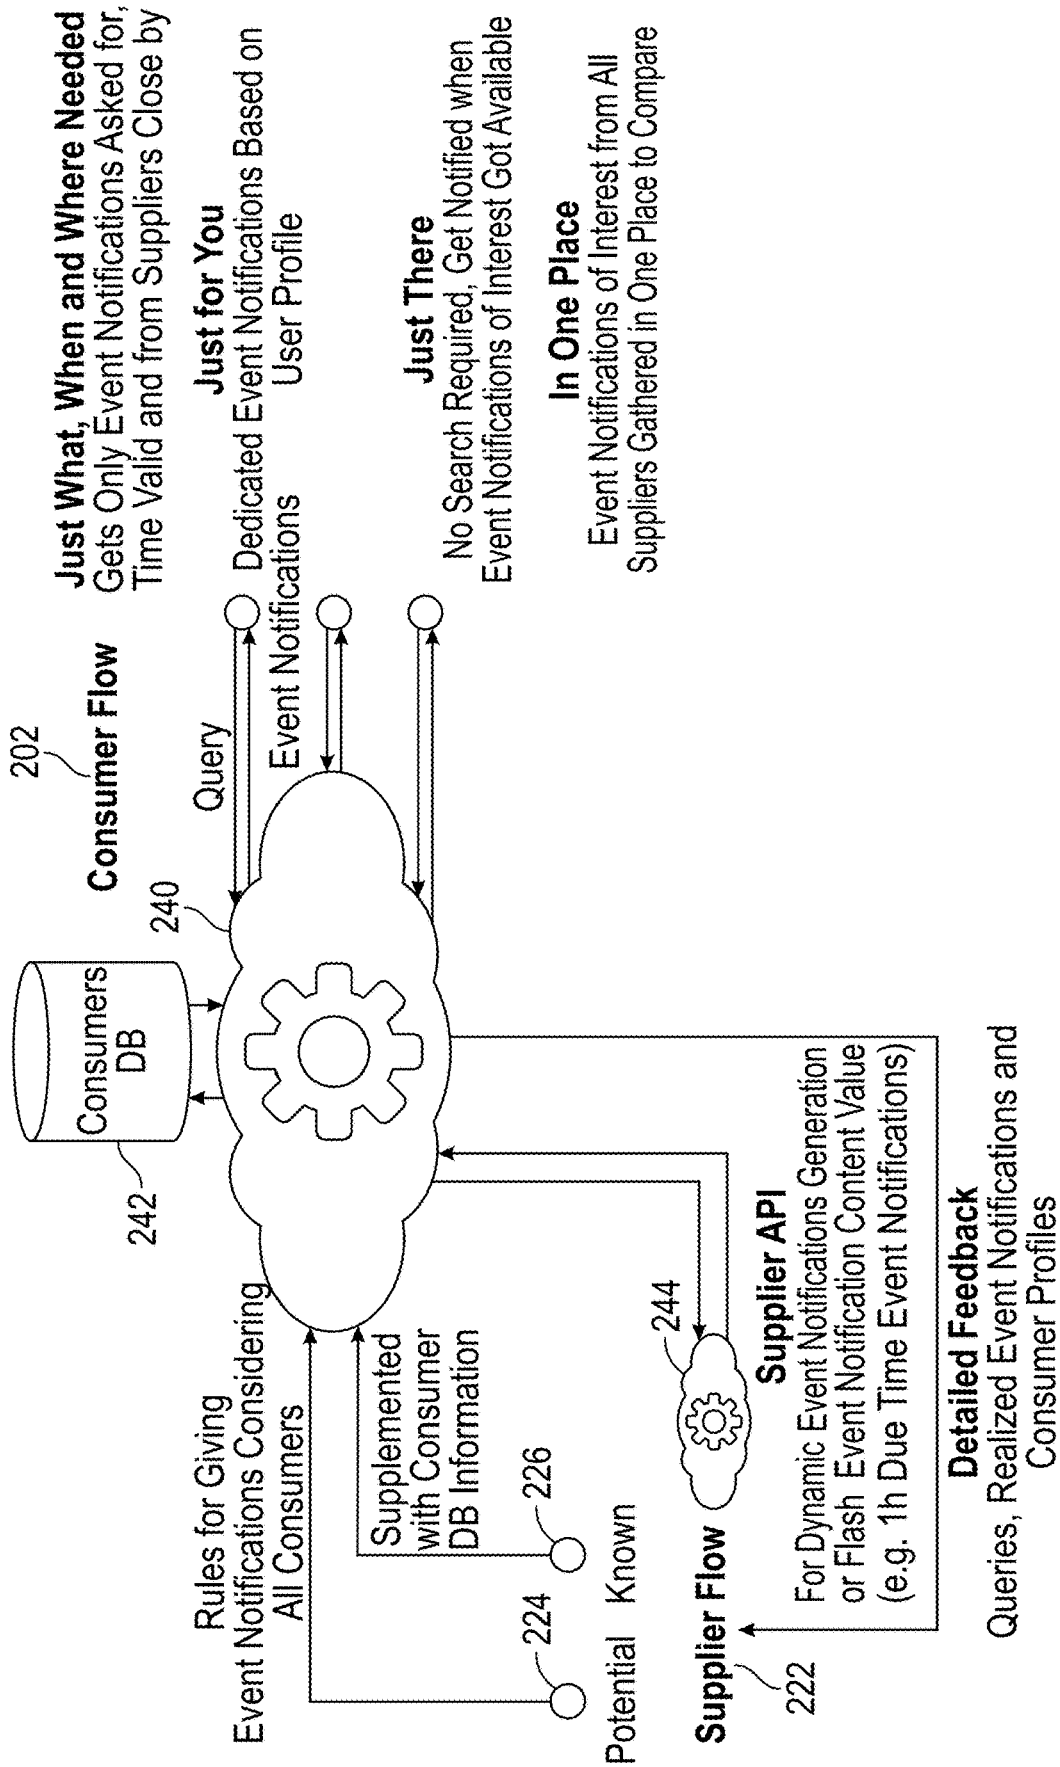 202
Consumer Flow
Just What, When and Where Needed
Gets Only Event Notifications Asked for,
Time Valid and from Suppliers Close by
Consumers
DB
242
240
Query
Event Notifications
Just for You
Dedicated Event Notifications Based on
User Profile
Just There
No Search Required, Get Notified when
Event Notifications of Interest Got Available
In One Place
Event Notifications of Interest from All
Suppliers Gathered in One Place to Compare
Rules for Giving
Event Notifications Considering
All Consumers
Supplemented
with Consumer
DB Information
224
226
Potential
Known
244
Supplier Flow
222
Supplier API
For Dynamic Event Notifications Generation
or Flash Event Notification Content Value
(e.g. 1h Due Time Event Notifications)
Detailed Feedback
Queries, Realized Event Notifications and
Consumer Profiles